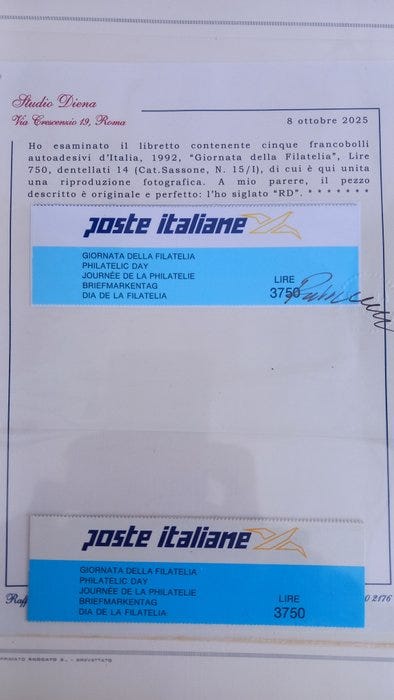 Studio Diena
Via Crescenzio 19, Roma
8 ottobre 2025
Ho esaminato il libretto contenente cinque francobolli
autoadesivi d'Italia, 1992, "Giornata della Filatelia", Lire
750, dentellati 14 (Cat.Sassone, N. 15/I), di cui è qui unita
una riproduzione fotografica. A mio parere, il pezzo
descritto è originale e perfetto: l'ho siglato "RD". * * * * * * *
poste italiane
GIORNATA DELLA FILATELIA
PHILATELIC DAY
JOURNÉE DE LA PHILATELIE
BRIEFMARKENTAG
DIA DE LA FILATELIA
LIRE
3750
poste italiane
GIORNATA DELLA FILATELIA
PHILATELIC DAY
JOURNÉE DE LA PHILATELIE
BRIEFMARKENTAG
DIA DE LA FILATELIA
LIRE
3750
Raff
2176